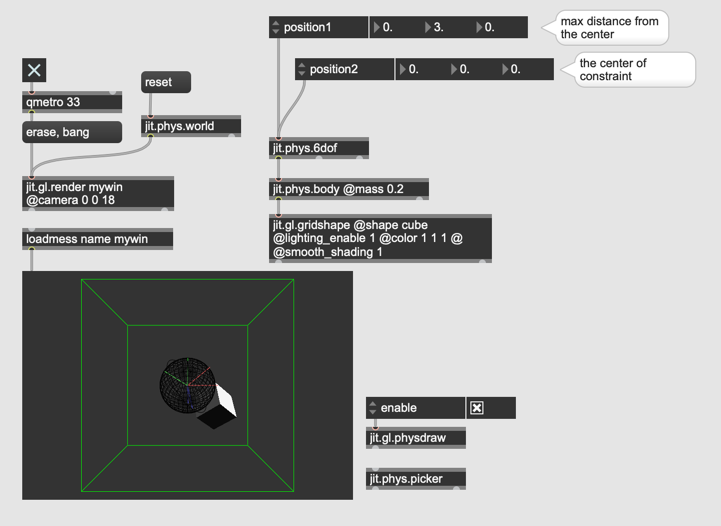 position1
0.
3.
0.
max distance from
the center
position2
0.
0.
0.
the center of
constraint
reset
qmetro 33
erase, bang
jit.phys.world
jit.phys.6dof
jit.gl.render mywin
@camera 0 0 18
jit.phys.body @mass 0.2
loadmess name mywin
jit.gl.gridshape @shape cube
@lighting_enable 1 @color 1 1 1 @
@smooth_shading 1
enable
jit.gl.physdraw
jit.phys.picker